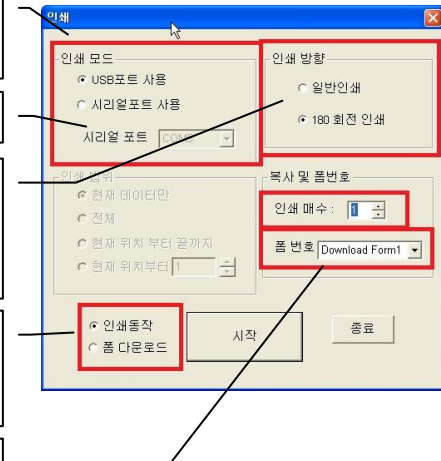 인쇄
인쇄 모드
USB포트 사용
시리얼포트 사용
시리얼 포트 COM3
인쇄 방향
일반인쇄
180 회전 인쇄
인쇄 범위
현재 데이터만
전체
현재 위치 부터 끝까지
현재 위치부터 1
복사 및 폼번호
인쇄 매수 : 1
폼 번호 Download Form1
인쇄동작
폼 다운로드
시작
종료